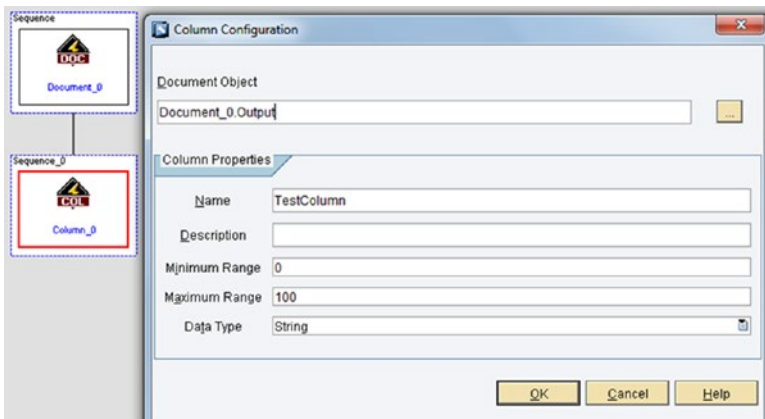 Sequence
DOC
Document_0
Sequence_0
COL
Column_0
Column Configuration
Document Object
Document_0.Output
...
Column Properties
Name TestColumn
Description
Minimum Range 0
Maximum Range 100
Data Type String
OK Cancel Help